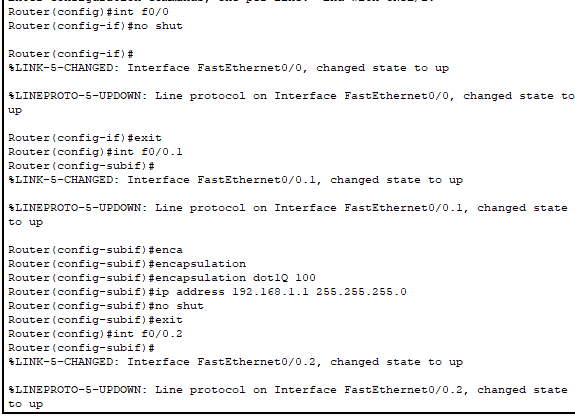 Router(config)#int f0/0
Router(config-if)#no shut
Router(config-if)#
%LINK-5-CHANGED: Interface FastEthernet0/0, changed state to up
%LINEPROTO-5-UPDOWN: Line protocol on Interface FastEthernet0/0, changed state to
up
Router(config-if)#exit
Router(config)#int f0/0.1
Router(config-subif)#
%LINK-5-CHANGED: Interface FastEthernet0/0.1, changed state to up
%LINEPROTO-5-UPDOWN: Line protocol on Interface FastEthernet0/0.1, changed state
to up
Router(config-subif)#enca
Router(config-subif)#encapsulation
Router(config-subif)#encapsulation dot1Q 100
Router(config-subif)#ip address 192.168.1.1 255.255.255.0
Router(config-subif)#no shut
Router(config-subif)#exit
Router(config)#int f0/0.2
Router(config-subif)#
%LINK-5-CHANGED: Interface FastEthernet0/0.2, changed state to up
%LINEPROTO-5-UPDOWN: Line protocol on Interface FastEthernet0/0.2, changed state
to up